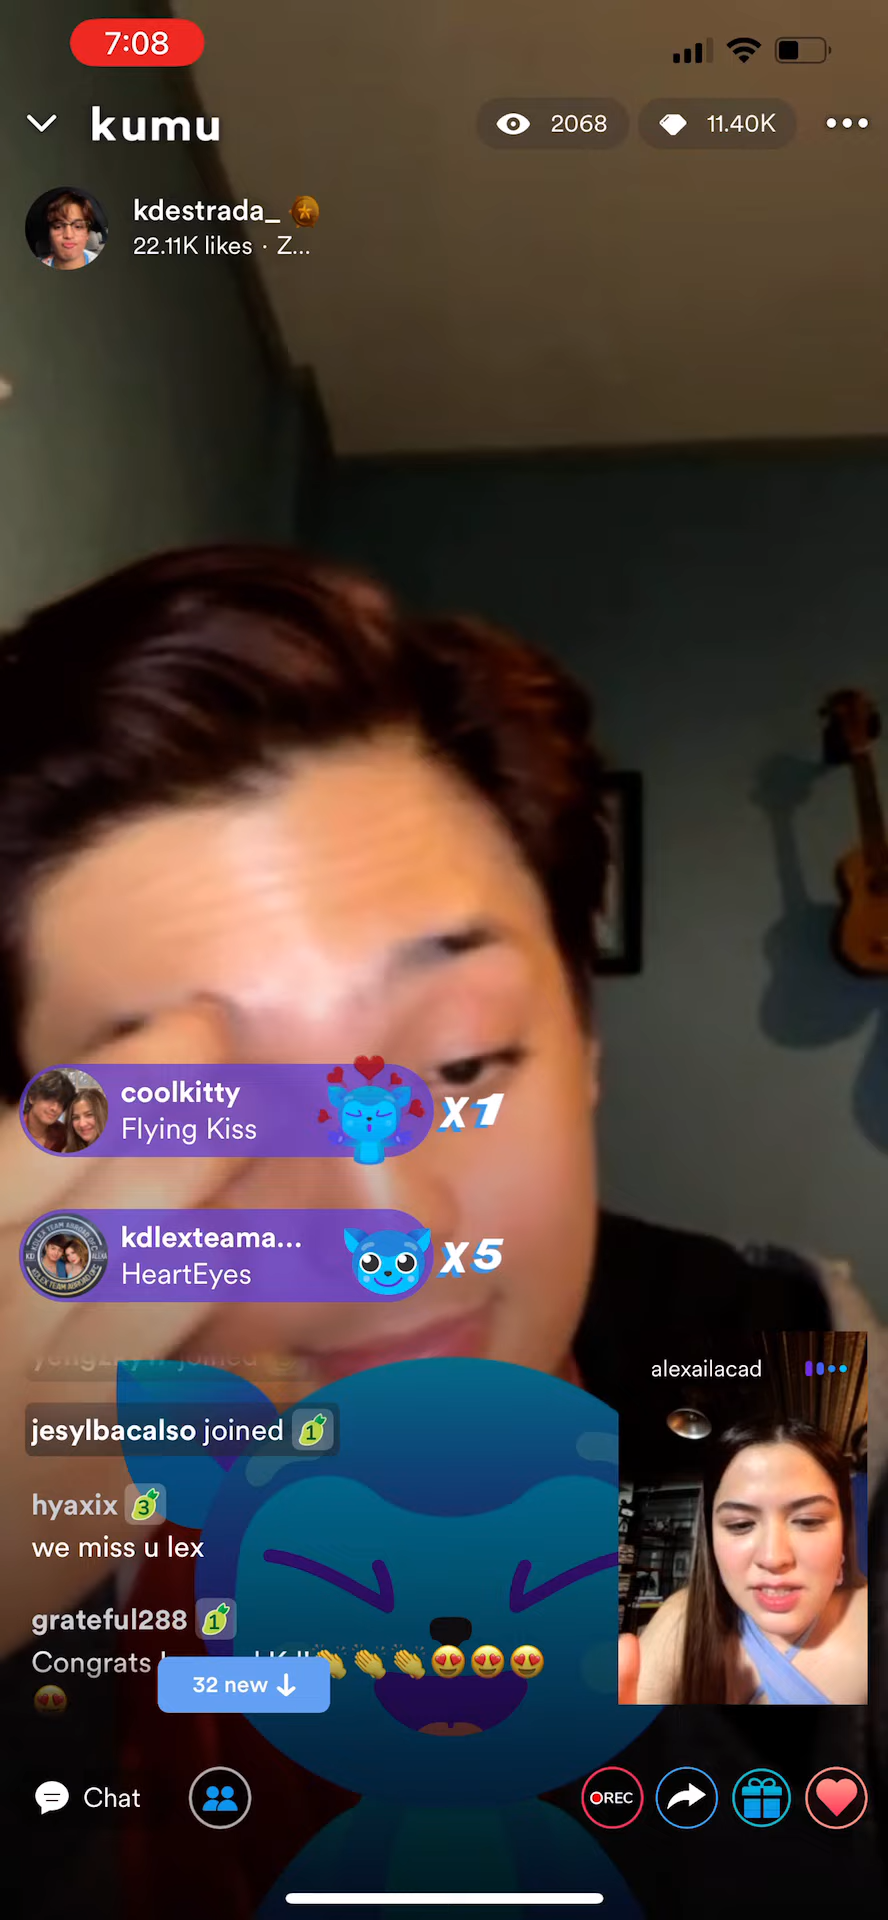 7:08
kumu
2068
11.40K
kdestrada_
22.11K likes · Z...
coolkitty
Flying Kiss
x1
kdlexteama...
HeartEyes
x5
joined
alexailacad
jesylbacalso joined 1
hyaxix 3
we miss u lex
grateful288 1
Congrats
32 new
Chat
REC